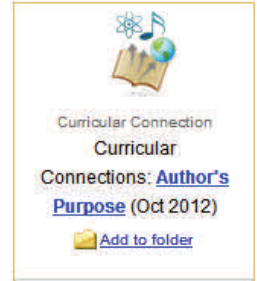 Curricular Connection
Curricular
Connections: Author's
Purpose (Oct 2012)
Add to folder